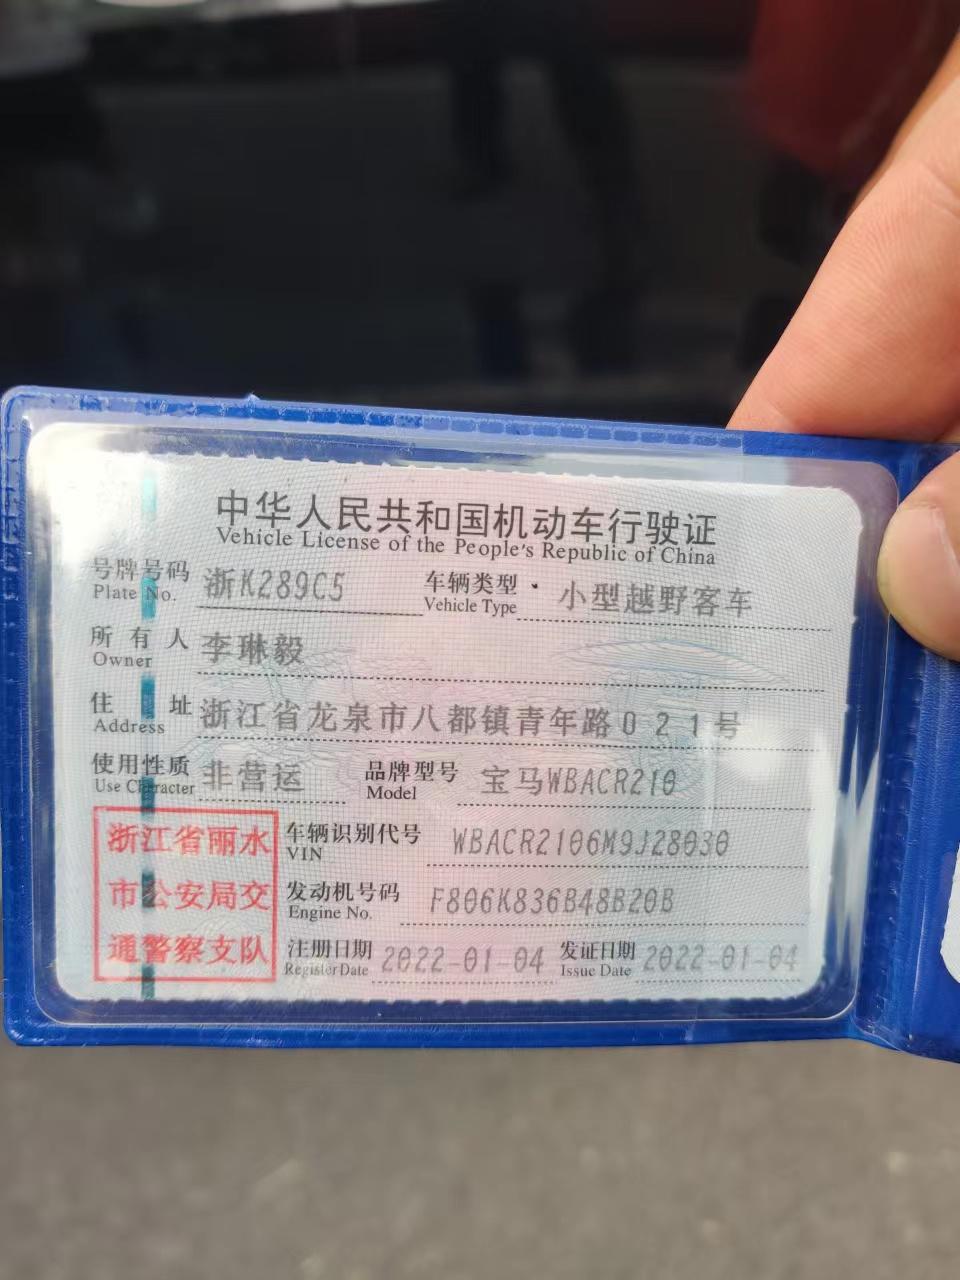 中华人民共和国机动车行驶证
Vehicle License of the People's Republic of China
号牌号码 浙K289C5 车辆类型 小型越野客车
Plate No. Vehicle Type
所有人 李琳毅
Owner
住址 浙江省龙泉市八都镇青年路021号
Address
使用性质 非营运 品牌型号 宝马WBACR210
Use Character Model
浙江省丽水 车辆识别代号 WBACR2106M9J28030
VIN
市公安局交 发动机号码 F806K836B48B20B
Engine No.
通警察支队 注册日期 2022-01-04 发证日期 2022-01-04
Register Date Issue Date